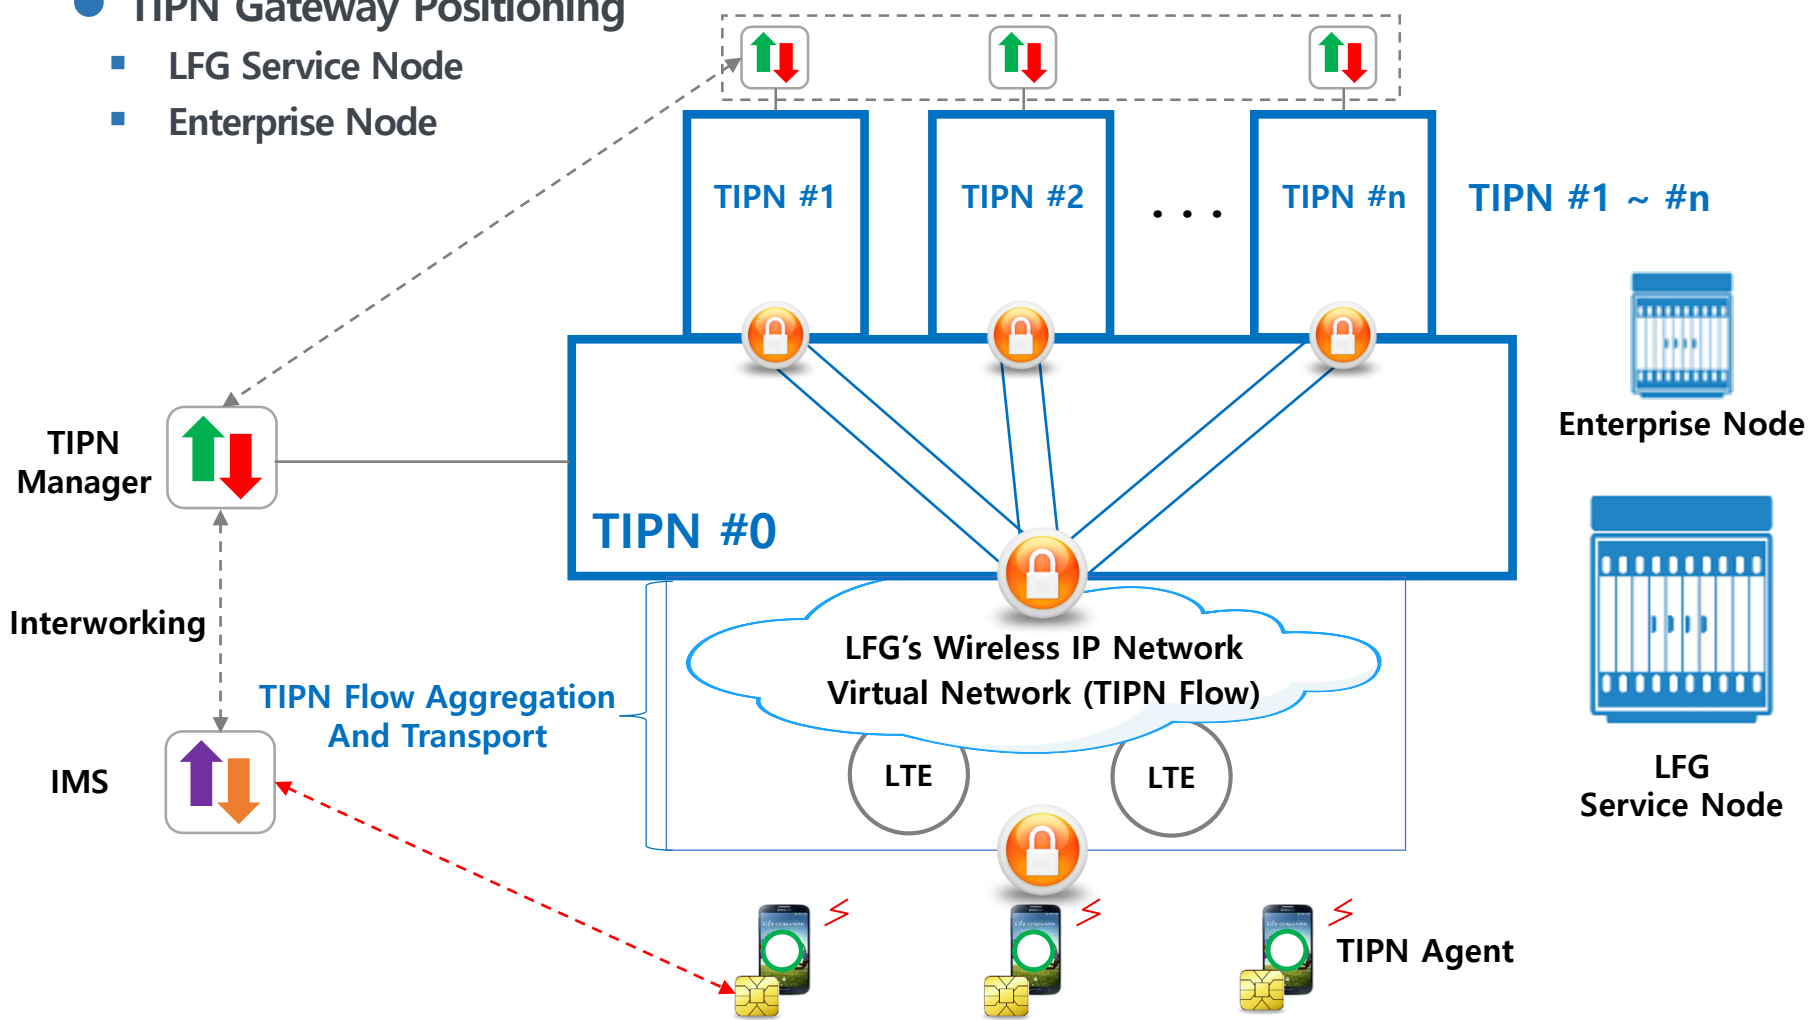 TIPN Gateway Positioning
LFG Service Node
Enterprise Node
TIPN #1
TIPN #2
. . .
TIPN #n
TIPN #1 ~ #n
Enterprise Node
TIPN
Manager
TIPN #0
Interworking
LFG's Wireless IP Network
Virtual Network (TIPN Flow)
TIPN Flow Aggregation
And Transport
IMS
LTE
LTE
LFG
Service Node
TIPN Agent